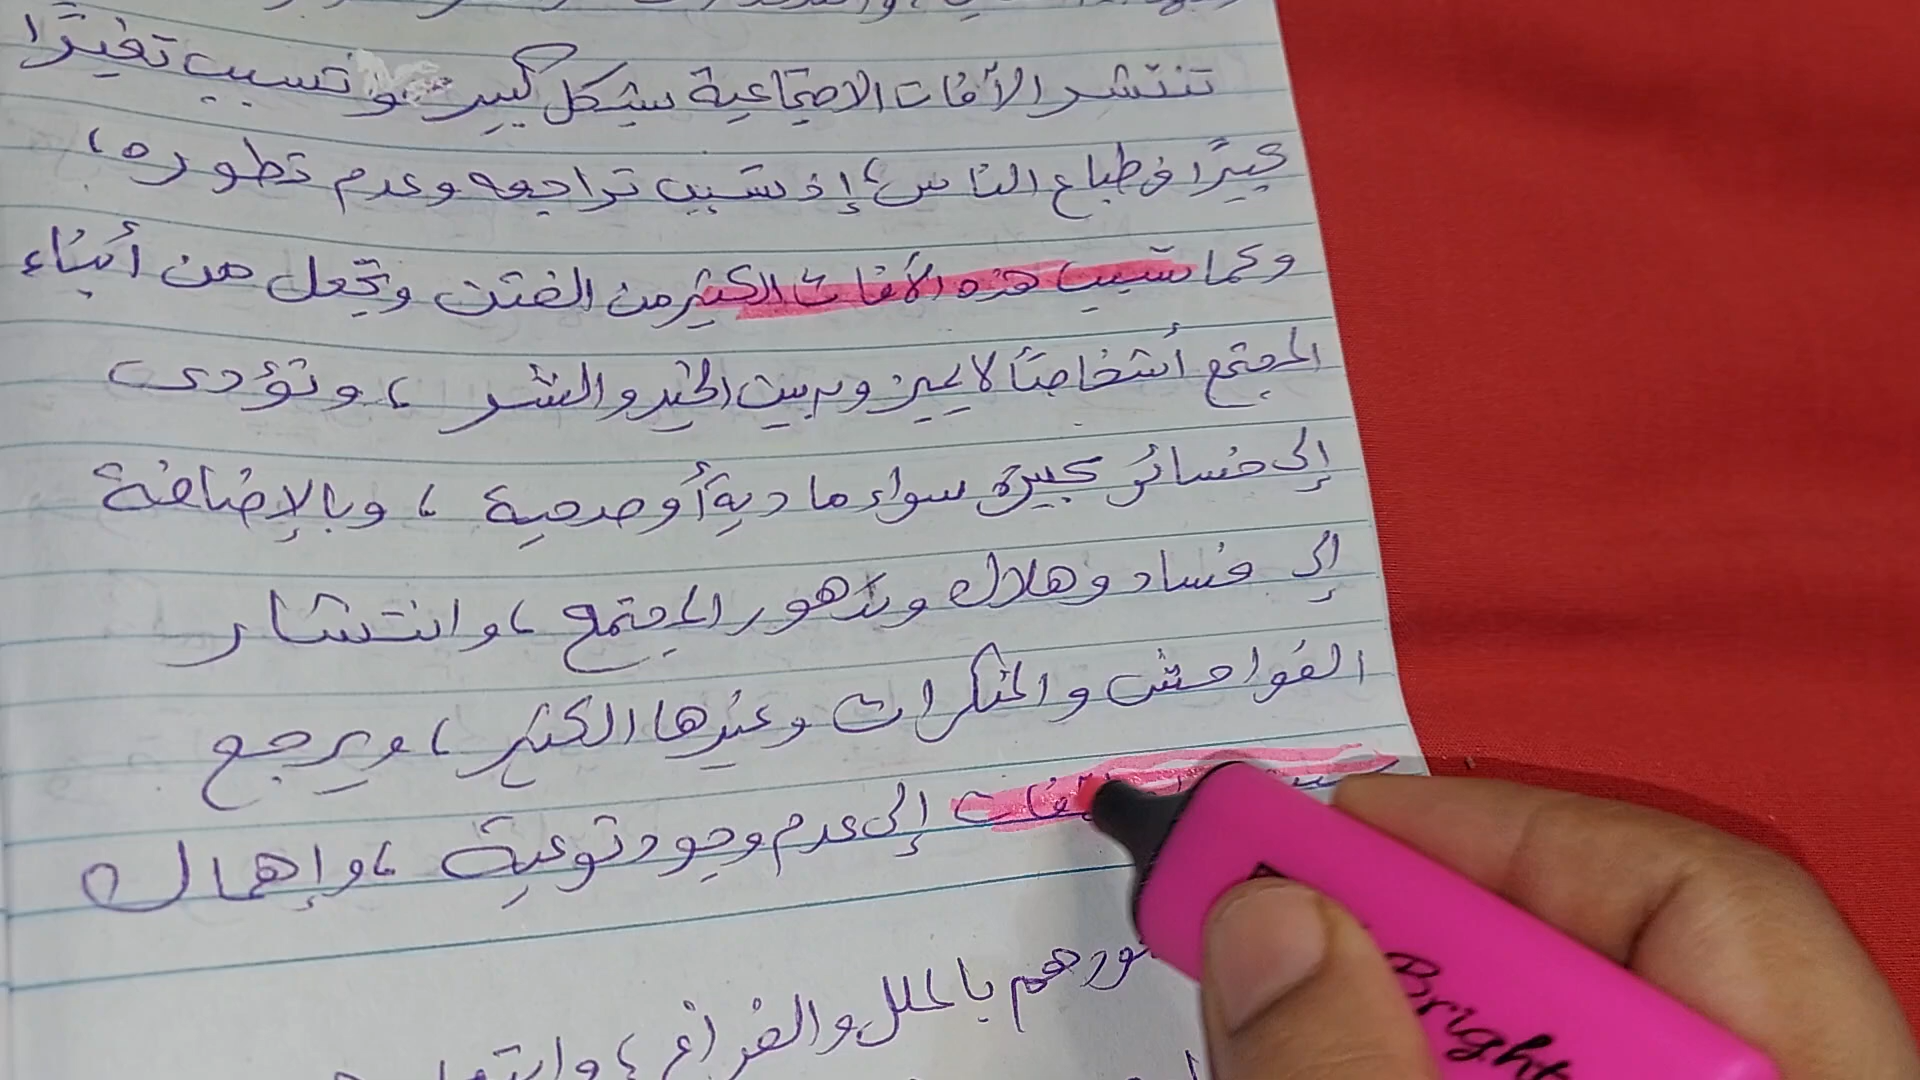 تنتشر الآفات الاجتماعية بشكل كبير وتسبب تغيرًا
كبيرًا في طباع الناس، إذ تسبب تراجعه وعدم تطوره،
وكما تسبب هذه الآفات الكثير من الفتن وتجعل من أبناء
المجتمع أشخاصًا لا يميزون بين الخير والشر، وتؤدى
إلى خسائر كبيرة سواء مادية أو صحية، وبالإضافة
إلى فساد وهلاك وتدهور المجتمع، وانتشار
الفواحش والمنكرات وغيرها الكثير، ويرجع
إلى عدم وجود توعية، وإهمال
بالملل والفراغ،
Bright